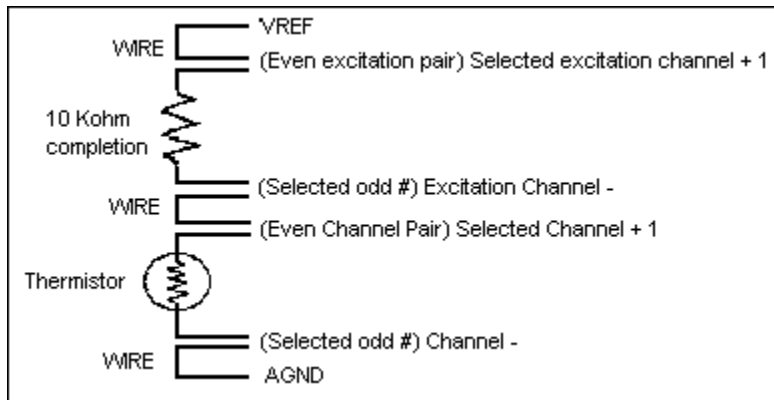 VREF
WIRE
(Even excitation pair) Selected excitation channel + 1
10 Kohm
completion
(Selected odd #) Excitation Channel -
WIRE
(Even Channel Pair) Selected Channel + 1
Thermistor
(Selected odd #) Channel -
WIRE
AGND